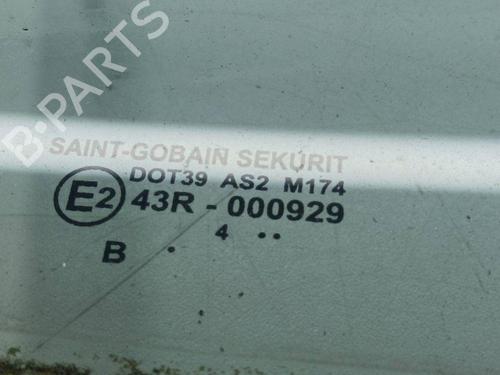 B-PARTS
SAINT-GOBAIN SEKURIT
DOT39 AS2 M174
E2 43R - 000929
. 4 ..
B